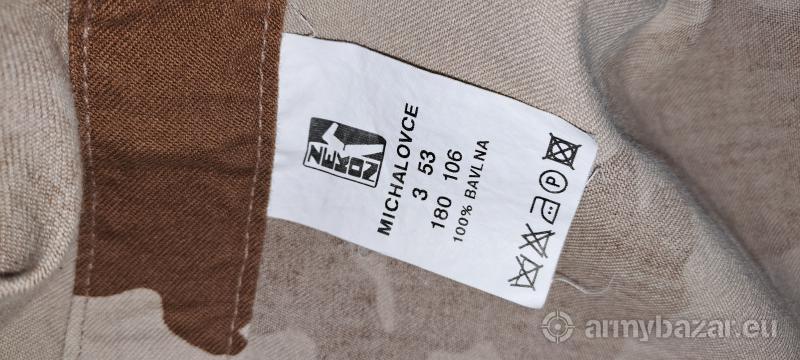 ZEKON
MICHALOVCE
3 53
180 106
100% BAVLNA
P
armybazar.eu